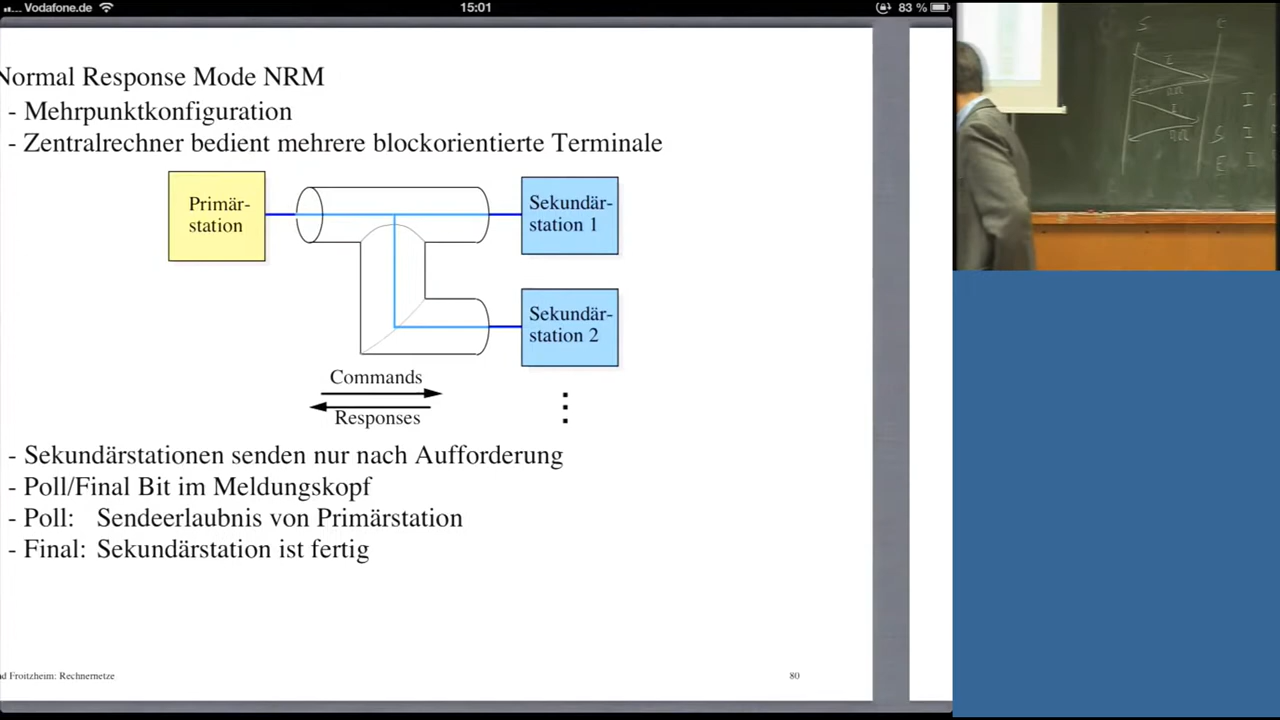 ... Vodafone.de
15:01
83 %
Normal Response Mode NRM
- Mehrpunktkonfiguration
- Zentralrechner bedient mehrere blockorientierte Terminale
Primär-
station
Sekundär-
station 1
Sekundär-
station 2
Commands
Responses
- Sekundärstationen senden nur nach Aufforderung
- Poll/Final Bit im Meldungskopf
- Poll: Sendeerlaubnis von Primärstation
- Final: Sekundärstation ist fertig
d Froitzheim: Rechnernetze
80
S
E
I
I
S I
E I